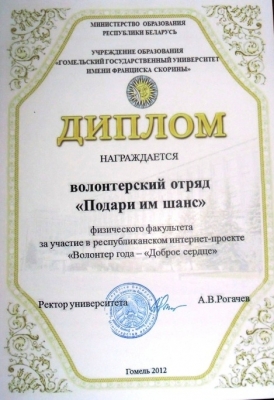 МИНИСТЕРСТВО ОБРАЗОВАНИЯ
РЕСПУБЛИКИ БЕЛАРУСЬ
УЧРЕЖДЕНИЕ ОБРАЗОВАНИЯ
«ГОМЕЛЬСКИЙ ГОСУДАРСТВЕННЫЙ УНИВЕРСИТЕТ
ИМЕНИ ФРАНЦИСКА СКОРИНЫ»
ДИПЛОМ
НАГРАЖДАЕТСЯ
волонтерский отряд
«Подари им шанс»
физического факультета
за участие в республиканском интернет-проекте
«Волонтер года – «Доброе сердце»
Ректор университета А.В.Рогачев
Гомель 2012